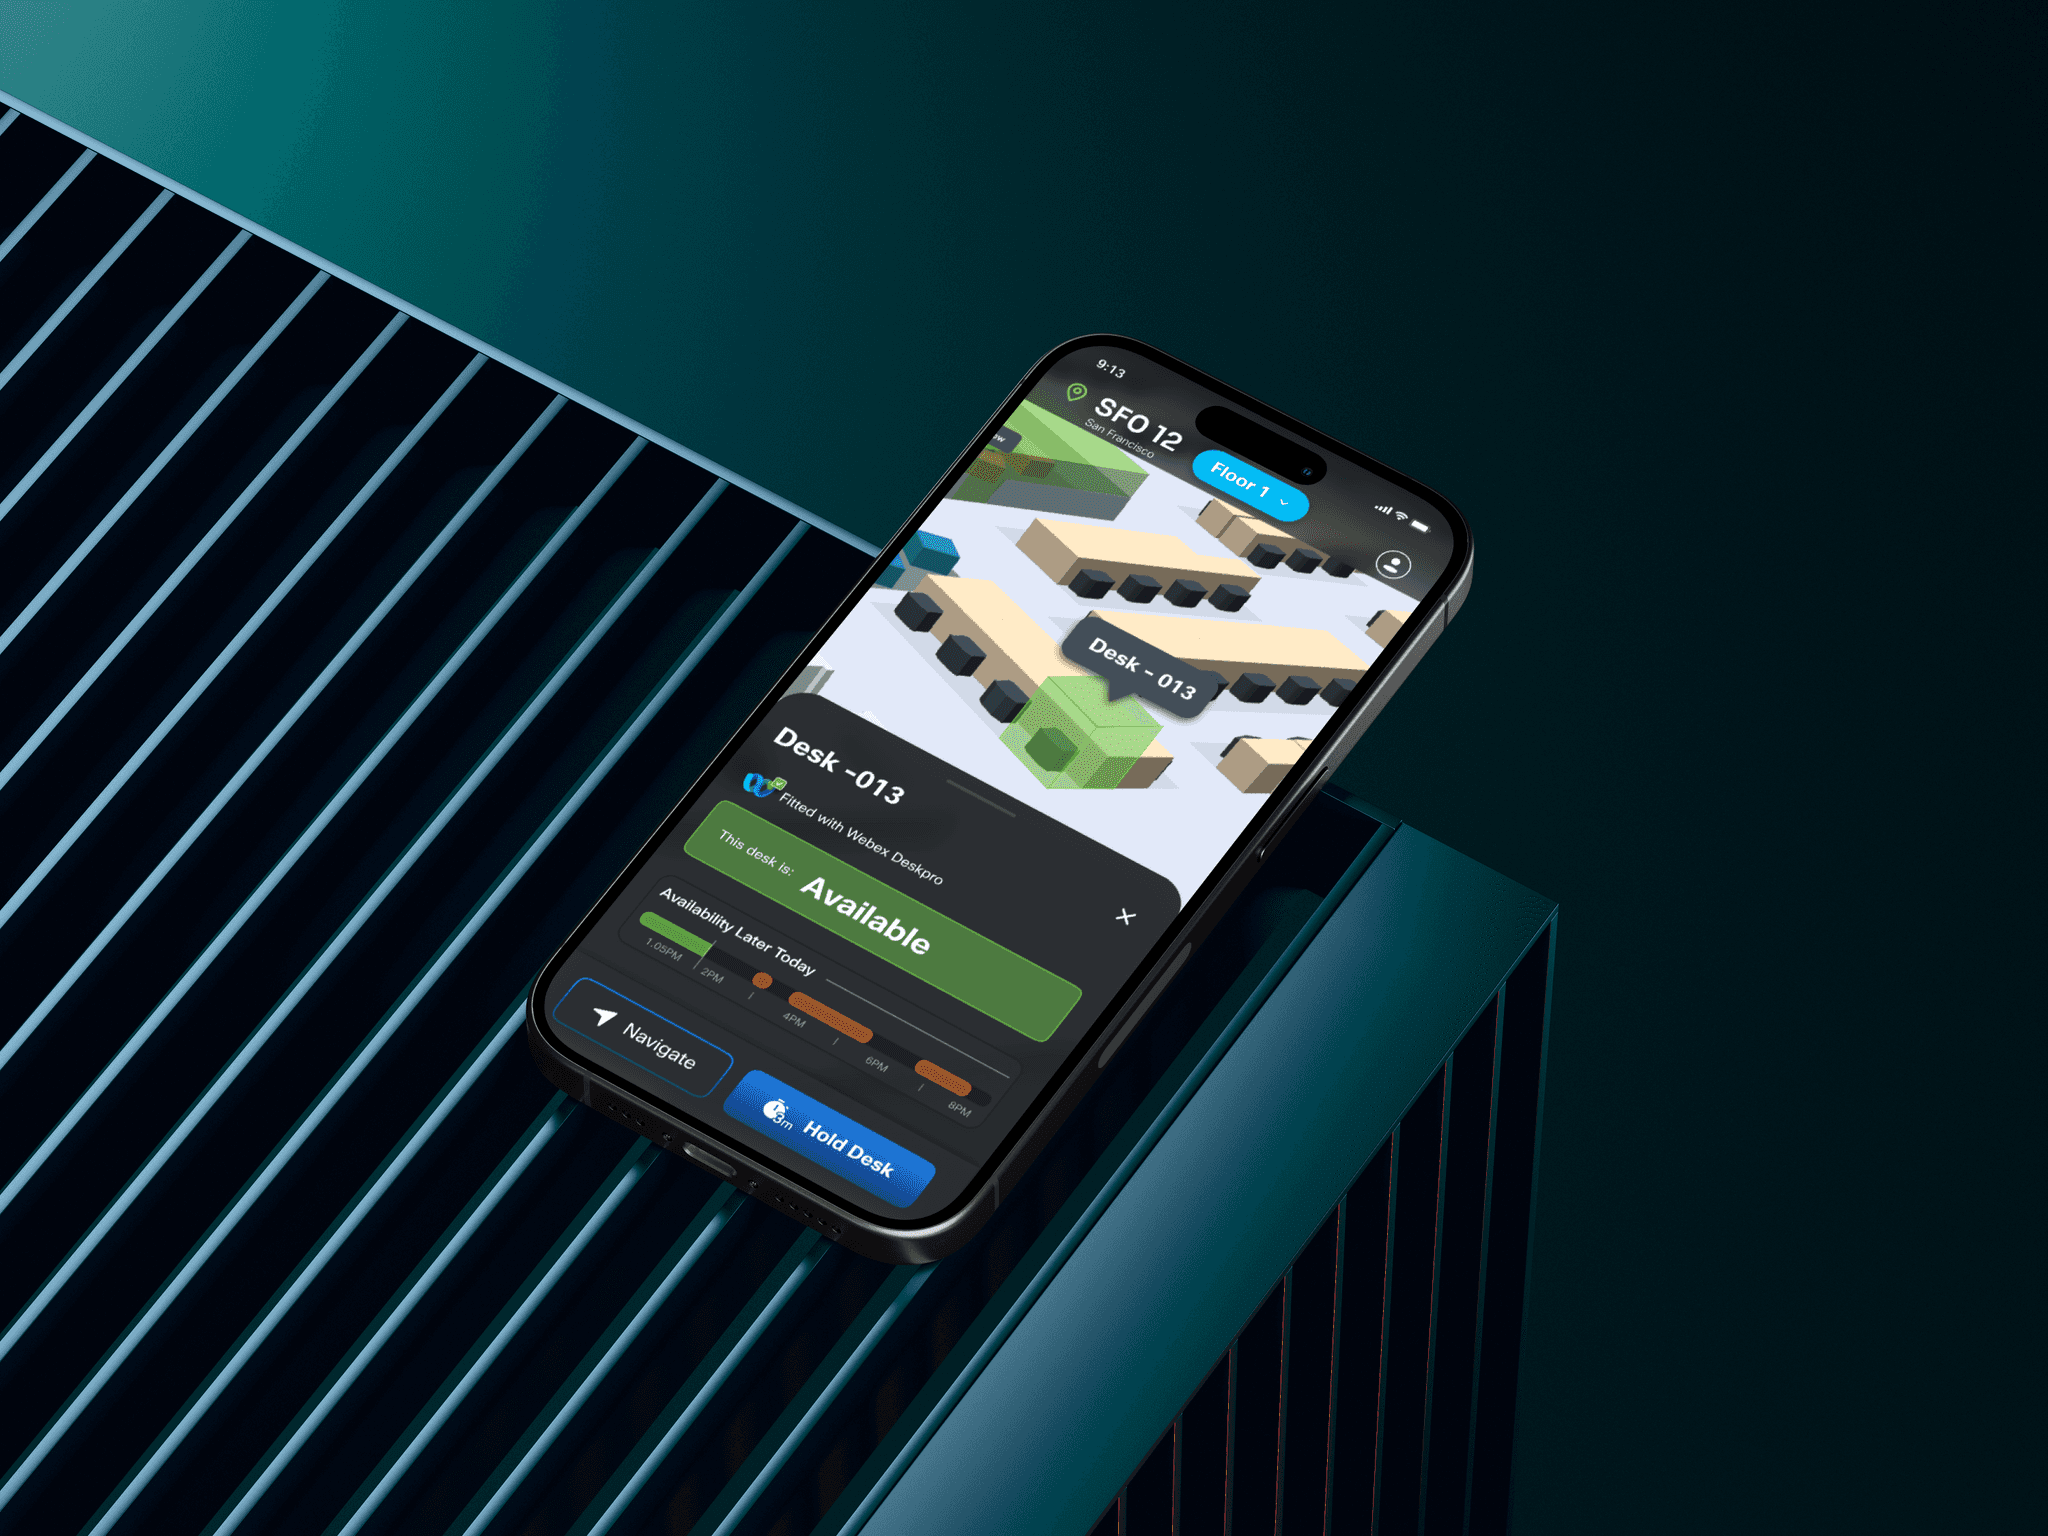 9:13
SFO 12
San Francisco
Floor 1
Desk - 013
Desk -013
Fitted with Webex Deskpro
This desk is: Available
Availability Later Today
1.05PM 2PM 4PM 6PM 8PM
Navigate
3m Hold Desk